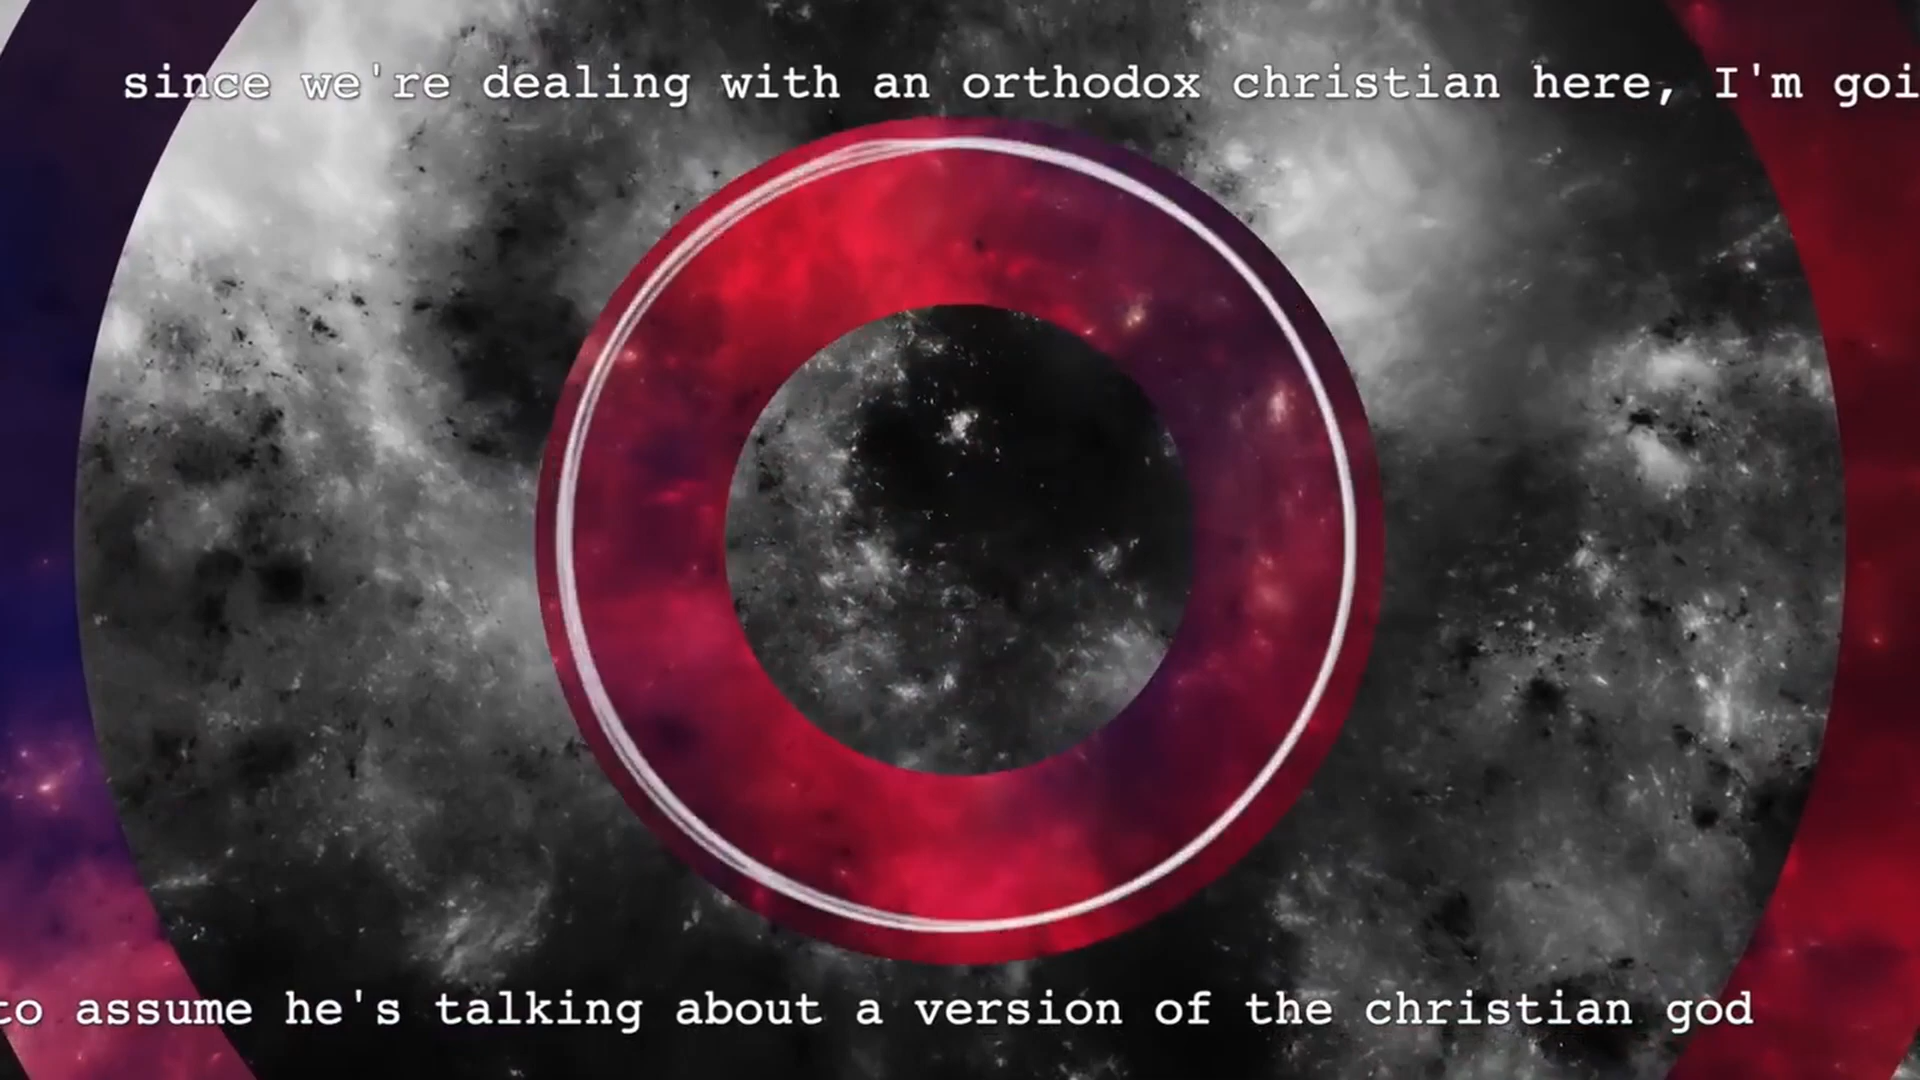 since we're dealing with an orthodox christian here, I'm goi
to assume he's talking about a version of the christian god